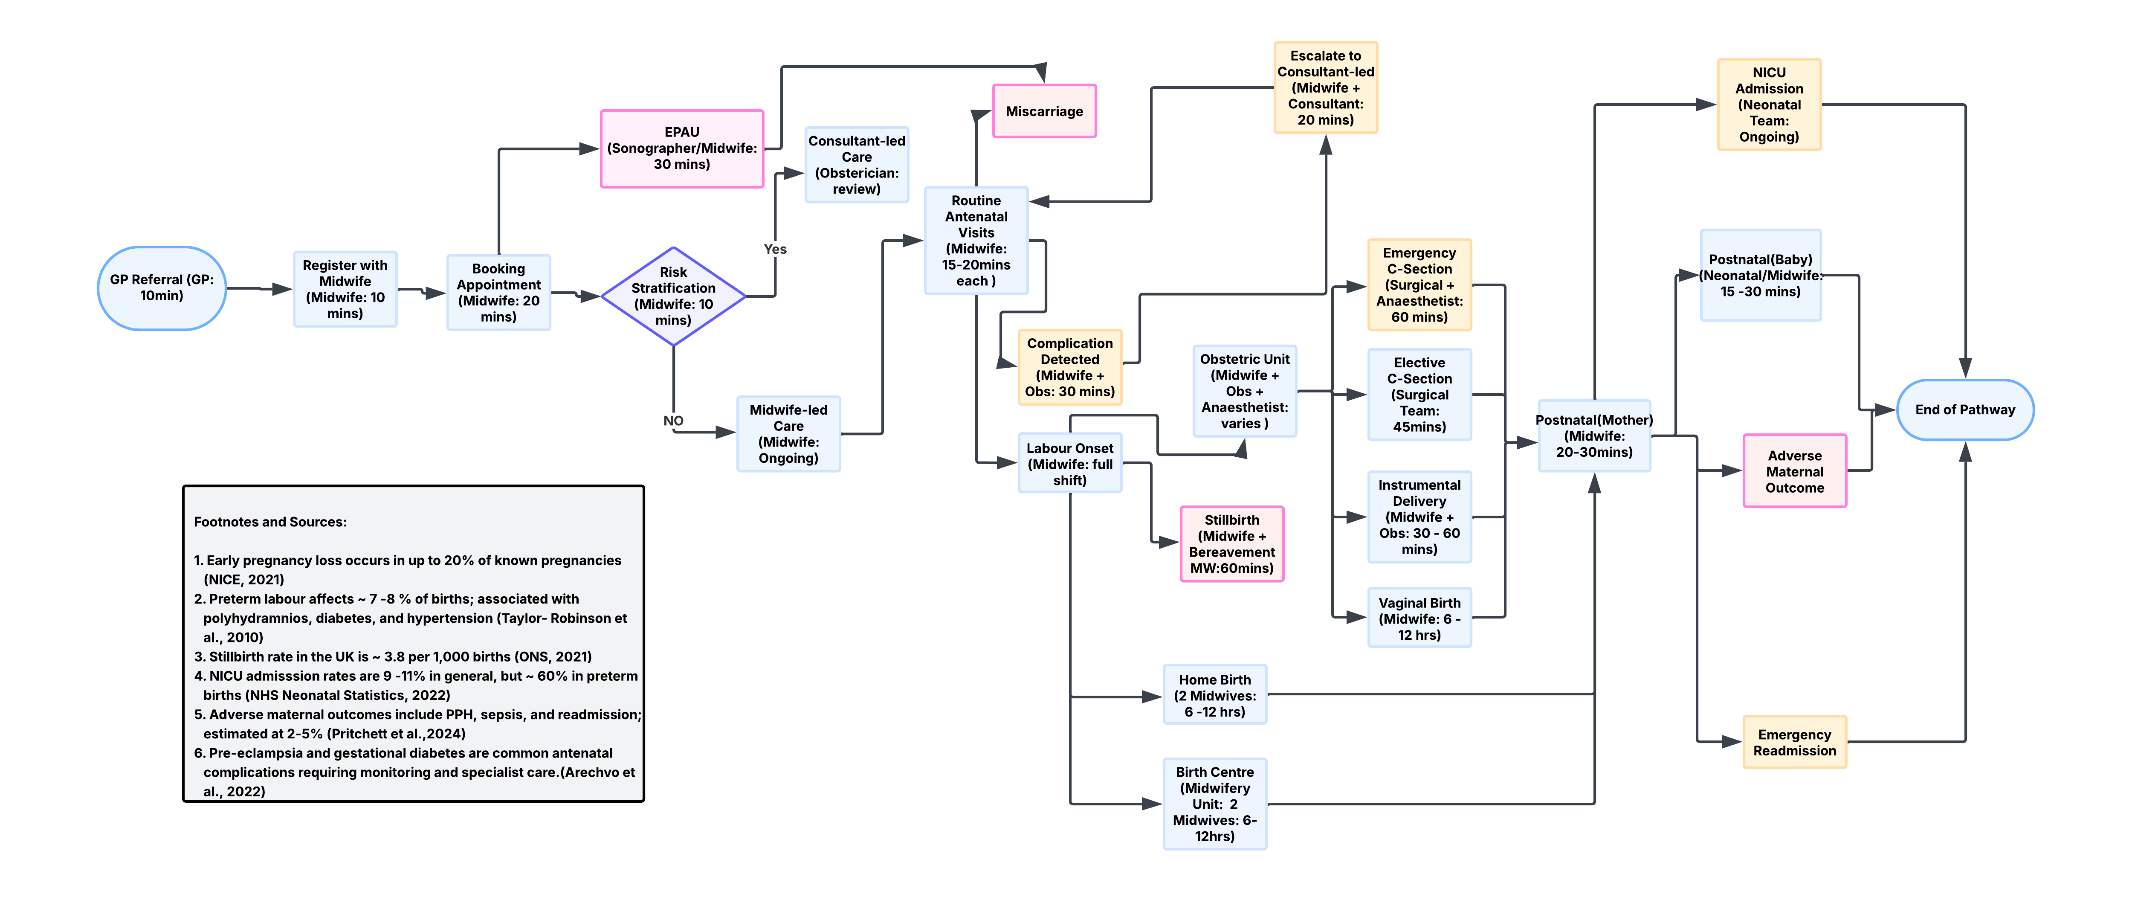 GP Referral (GP:
10min)
Register with
Midwife
(Midwife: 10
mins)
Booking
Appointment
(Midwife: 20
mins)
EPAU
(Sonographer/Midwife:
30 mins)
Risk
Stratification
(Midwife: 10
mins)
Yes
NO
Consultant-led
Care
(Obsterician:
review)
Midwife-led
Care
(Midwife:
Ongoing)
Miscarriage
Routine
Antenatal
Visits
(Midwife:
15-20mins
each )
Complication
Detected
(Midwife +
Obs: 30 mins)
Labour Onset
(Midwife: full
shift)
Escalate to
Consultant-led
(Midwife +
Consultant:
20 mins)
Obstetric Unit
(Midwife +
Obs +
Anaesthetist:
varies )
Stillbirth
(Midwife +
Bereavement
MW:60mins)
Home Birth
(2 Midwives:
6 -12 hrs)
Birth Centre
(Midwifery
Unit: 2
Midwives: 6-
12hrs)
Emergency
C-Section
(Surgical +
Anaesthetist:
60 mins)
Elective
C-Section
(Surgical
Team:
45mins)
Instrumental
Delivery
(Midwife +
Obs: 30 - 60
mins)
Vaginal Birth
(Midwife: 6 -
12 hrs)
Postnatal(Mother)
(Midwife:
20-30mins)
NICU
Admission
(Neonatal
Team:
Ongoing)
Postnatal(Baby)
(Neonatal/Midwife:
15 -30 mins)
Adverse
Maternal
Outcome
Emergency
Readmission
End of Pathway
Footnotes and Sources:
1. Early pregnancy loss occurs in up to 20% of known pregnancies
(NICE, 2021)
2. Preterm labour affects ~ 7 -8 % of births; associated with
polyhydramnios, diabetes, and hypertension (Taylor- Robinson et
al., 2010)
3. Stillbirth rate in the UK is ~ 3.8 per 1,000 births (ONS, 2021)
4. NICU admisssion rates are 9 -11% in general, but ~ 60% in preterm
births (NHS Neonatal Statistics, 2022)
5. Adverse maternal outcomes include PPH, sepsis, and readmission;
estimated at 2-5% (Pritchett et al.,2024)
6. Pre-eclampsia and gestational diabetes are common antenatal
complications requiring monitoring and specialist care.(Arechvo et
al., 2022)